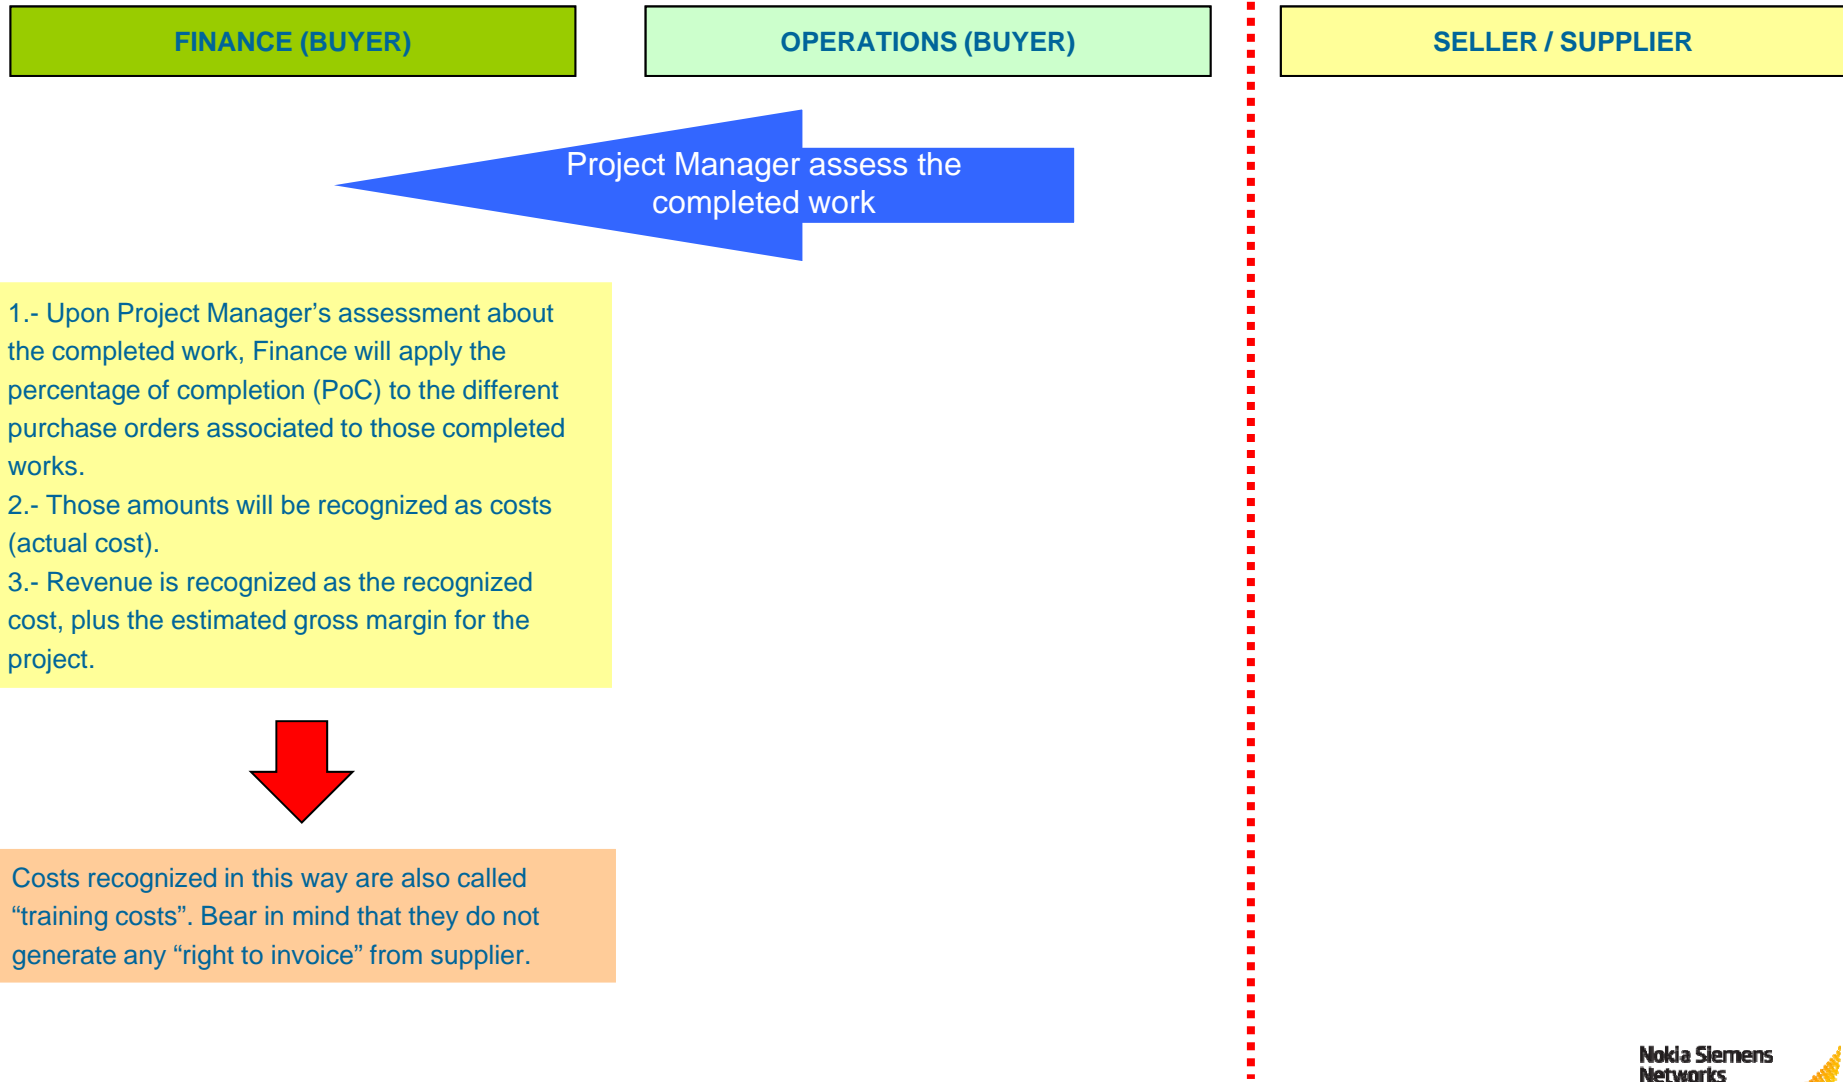 FINANCE (BUYER)
OPERATIONS (BUYER)
SELLER / SUPPLIER
Project Manager assess the
completed work
1.- Upon Project Manager’s assessment about
the completed work, Finance will apply the
percentage of completion (PoC) to the different
purchase orders associated to those completed
works.
2.- Those amounts will be recognized as costs
(actual cost).
3.- Revenue is recognized as the recognized
cost, plus the estimated gross margin for the
project.
Costs recognized in this way are also called
“training costs”. Bear in mind that they do not
generate any “right to invoice” from supplier.
Nokia Siemens
Networks